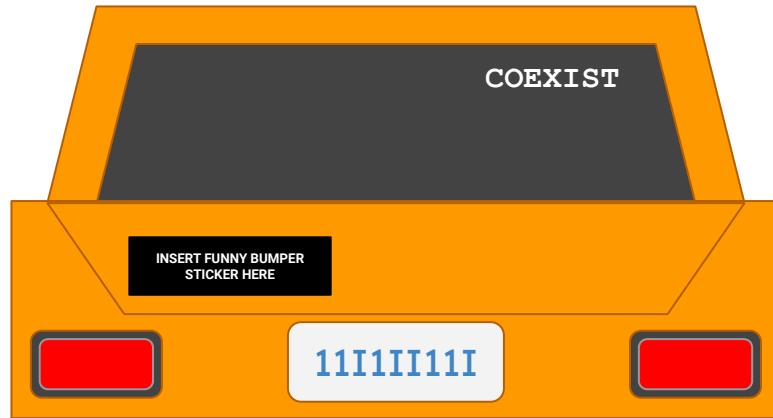 COEXIST
INSERT FUNNY BUMPER
STICKER HERE
11I1II11I